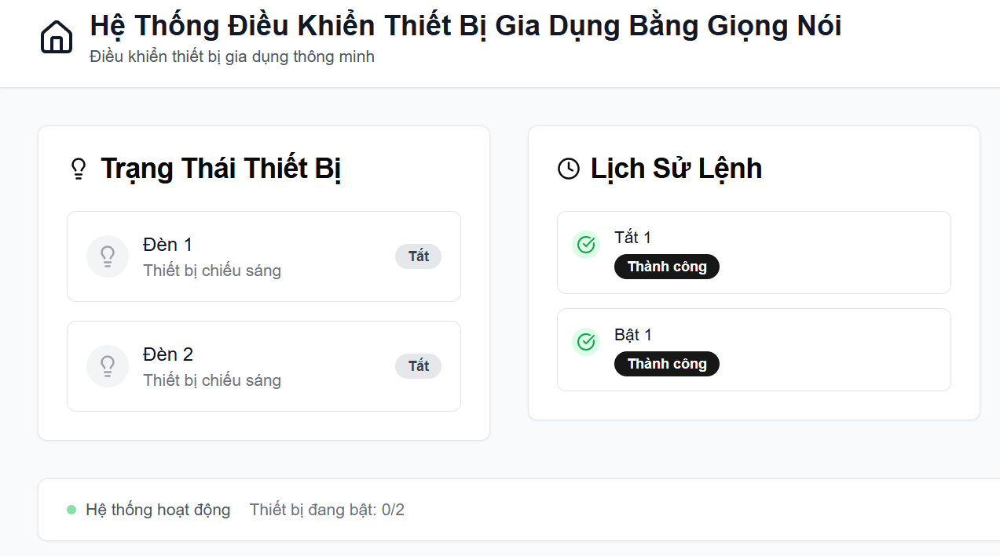 Hệ Thống Điều Khiển Thiết Bị Gia Dụng Bằng Giọng Nói
Điều khiển thiết bị gia dụng thông minh
Trạng Thái Thiết Bị
Đèn 1
Thiết bị chiếu sáng
Tắt
Đèn 2
Thiết bị chiếu sáng
Tắt
Lịch Sử Lệnh
Tắt 1
Thành công
Bật 1
Thành công
Hệ thống hoạt động
Thiết bị đang bật: 0/2